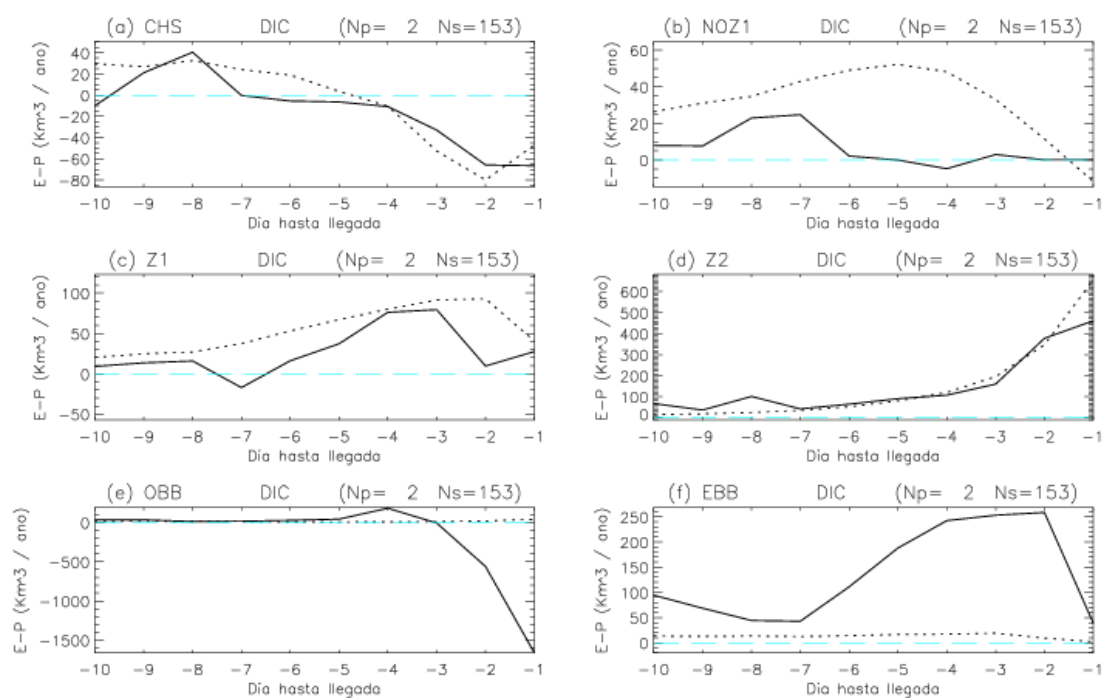 (a) CHS DIC (Np= 2 Ns=153)
E-P (Km^3 / ano)
40
20
0
-20
-40
-60
-80
-10 -9 -8 -7 -6 -5 -4 -3 -2 -1
Dia hasta llegada
(b) NOZ1 DIC (Np= 2 Ns=153)
E-P (Km^3 / ano)
60
40
20
0
-10 -9 -8 -7 -6 -5 -4 -3 -2 -1
Dia hasta llegada
(c) Z1 DIC (Np= 2 Ns=153)
E-P (Km^3 / ano)
100
50
0
-50
-10 -9 -8 -7 -6 -5 -4 -3 -2 -1
Dia hasta llegada
(d) Z2 DIC (Np= 2 Ns=153)
E-P (Km^3 / ano)
600
500
400
300
200
100
0
-10 -9 -8 -7 -6 -5 -4 -3 -2 -1
Dia hasta llegada
(e) OBB DIC (Np= 2 Ns=153)
E-P (Km^3 / ano)
0
-500
-1000
-1500
-10 -9 -8 -7 -6 -5 -4 -3 -2 -1
Dia hasta llegada
(f) EBB DIC (Np= 2 Ns=153)
E-P (Km^3 / ano)
250
200
150
100
50
0
-10 -9 -8 -7 -6 -5 -4 -3 -2 -1
Dia hasta llegada